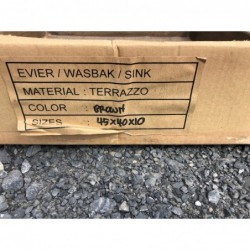 EVIER / WASBAK / SINK
MATERIAL : TERRAZZO
COLOR : BROWN
SIZES : 45X40X10